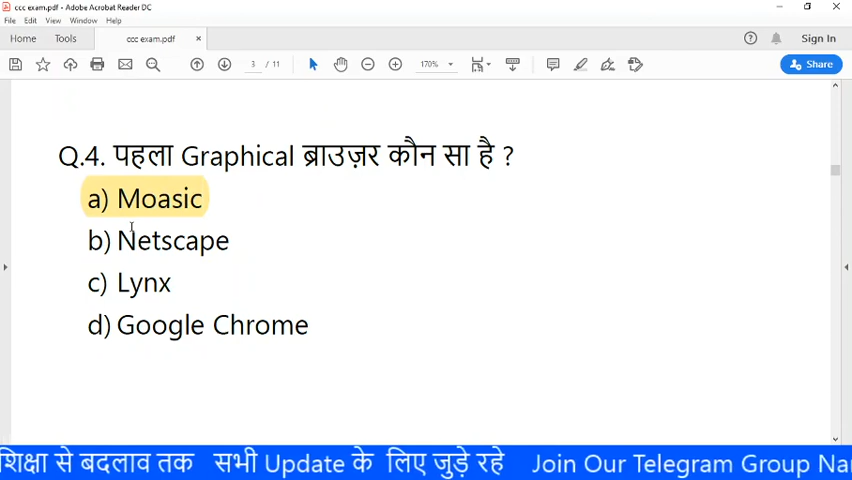 ccc exam.pdf - Adobe Acrobat Reader DC
File Edit View Window Help
Home Tools ccc exam.pdf × Sign In
3 / 11 170% Share
Q.4. पहला Graphical ब्राउज़र कौन सा है ?
a) Moasic
b) Netscape
c) Lynx
d) Google Chrome
शिक्षा से बदलाव तक सभी Update के लिए जुड़े रहे Join Our Telegram Group Nar